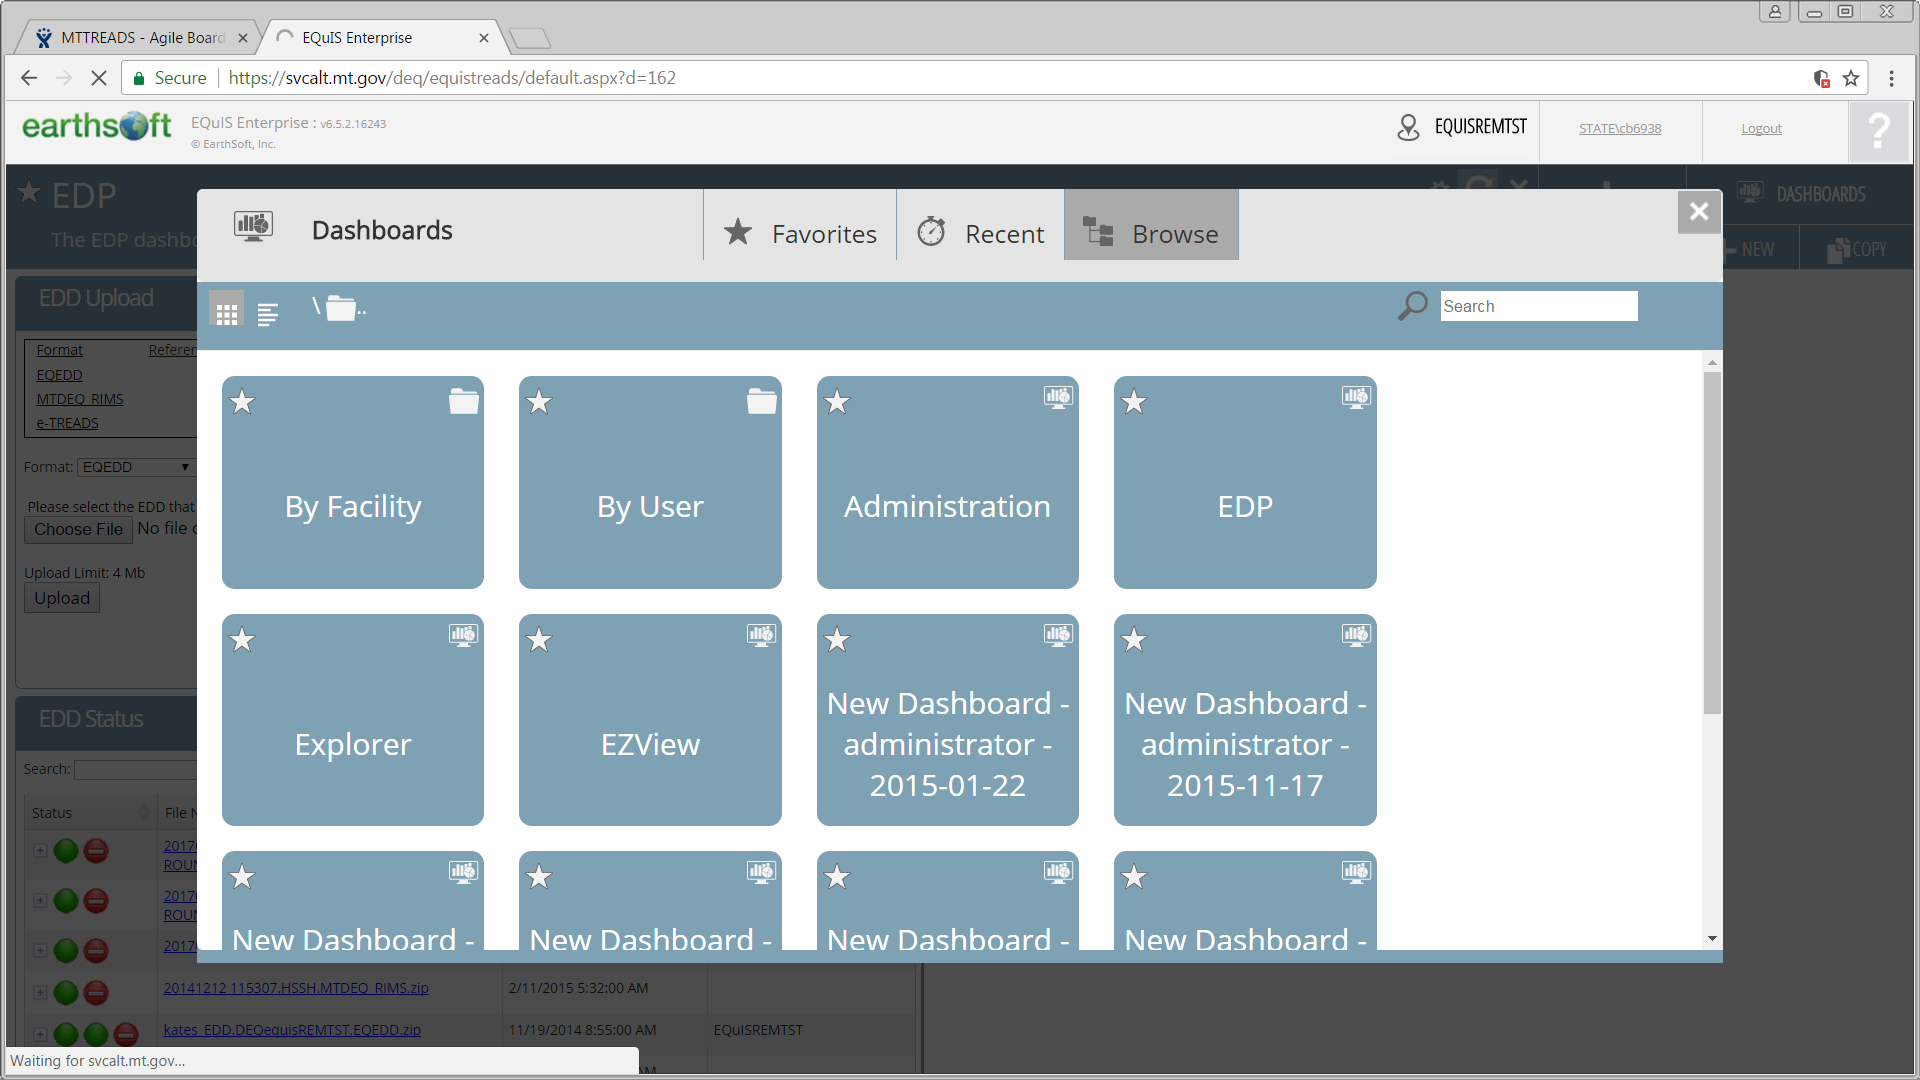 MTTREADS - Agile Board
EQuIS Enterprise
Secure
https://svcalt.mt.gov/deq/equistreads/default.aspx?d=162
earthsoft
EQuIS Enterprise : v6.5.2.16243
© EarthSoft, Inc.
EQUISREMTST
STATE\cb6938
Logout
?
EDP
The EDP dashbo
DASHBOARDS
NEW
COPY
Dashboards
Favorites
Recent
Browse
\ ..
Search
EDD Upload
Format
Referen
EQEDD
MTDEQ_RIMS
e-TREADS
Format: EQEDD
Please select the EDD that
Choose File No file c
Upload Limit: 4 Mb
Upload
By Facility
By User
Administration
EDP
Explorer
EZView
New Dashboard -
administrator -
2015-01-22
New Dashboard -
administrator -
2015-11-17
New Dashboard -
New Dashboard -
New Dashboard -
New Dashboard -
EDD Status
Search:
Status
File N
2017
ROUN
2017
ROUN
2017
20141212 115307.HSSH.MTDEQ_RIMS.zip
2/11/2015 5:32:00 AM
kates_EDD.DEQequisREMTST.EQEDD.zip
11/19/2014 8:55:00 AM
EQuISREMTST
Waiting for svcalt.mt.gov...